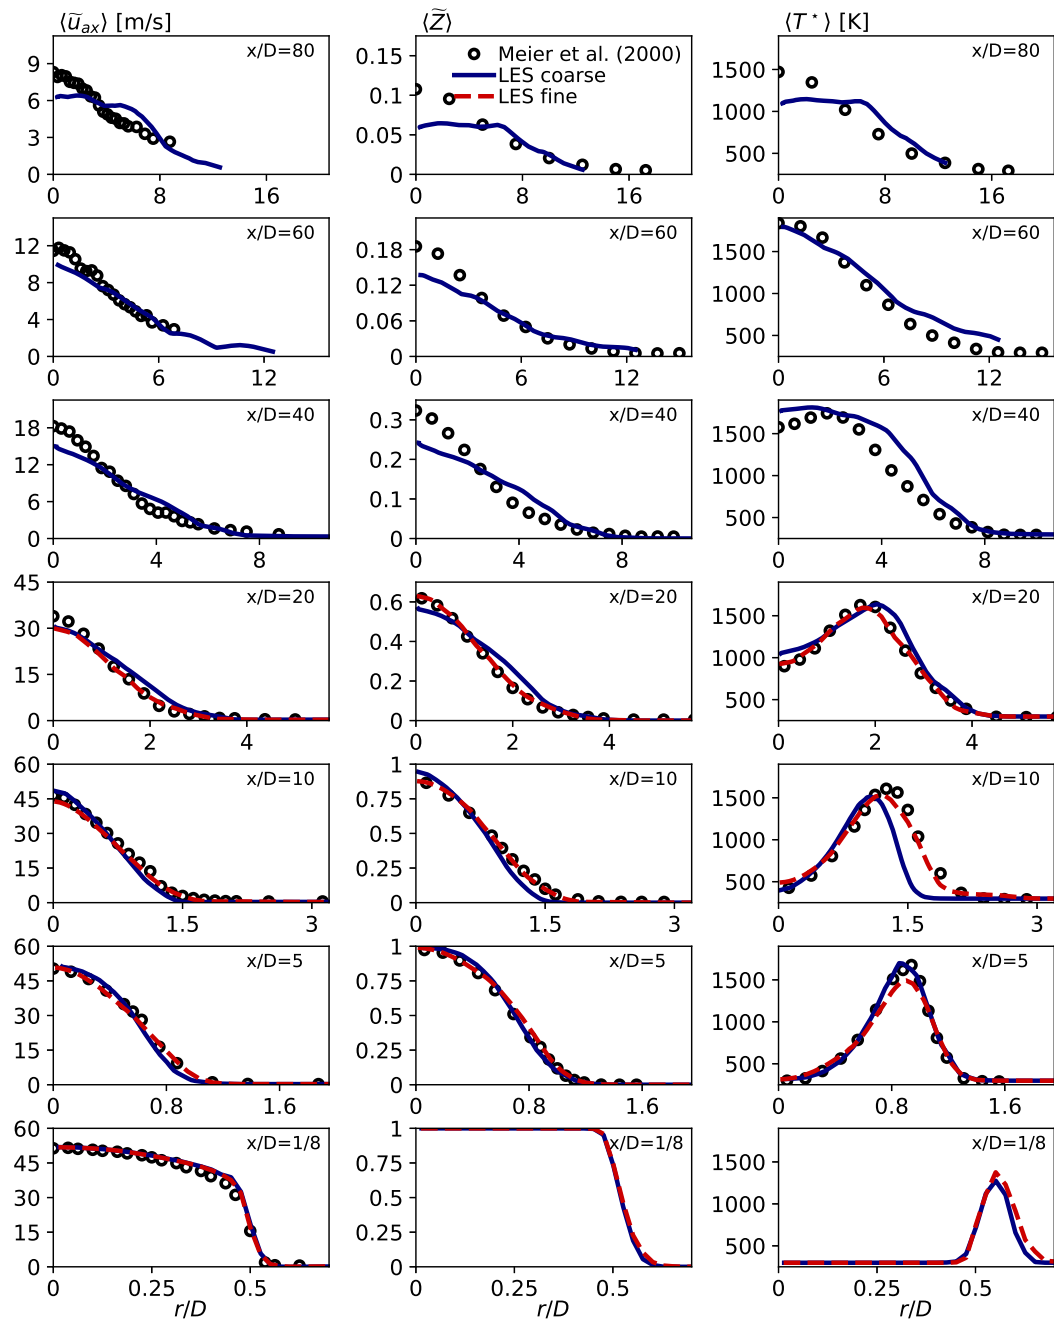 ⟨ũ_ax⟩ [m/s] ⟨Z̃⟩ ⟨T*⟩ [K]
9 6 3 0 x/D=80 0 8 16
0.15 0.1 0.05 0 Meier et al. (2000) 0 8 16
LES coarse
LES fine
1500 1000 500 x/D=80 0 8 16
12 8 4 0 x/D=60 0 6 12
0.18 0.12 0.06 0 x/D=60 0 6 12
1500 1000 500 x/D=60 0 6 12
18 12 6 0 x/D=40 0 4 8
0.3 0.2 0.1 0 x/D=40 0 4 8
1500 1000 500 x/D=40 0 4 8
45 30 15 0 x/D=20 0 2 4
0.6 0.4 0.2 0 x/D=20 0 2 4
1500 1000 500 x/D=20 0 2 4
60 45 30 15 0 x/D=10 0 1.5 3
1 0.75 0.5 0.25 0 x/D=10 0 1.5 3
1500 1000 500 x/D=10 0 1.5 3
60 45 30 15 0 x/D=5 0 0.8 1.6
1 0.75 0.5 0.25 0 x/D=5 0 0.8 1.6
1500 1000 500 x/D=5 0 0.8 1.6
60 45 30 15 0 x/D=1/8 0 0.25 0.5
1 0.75 0.5 0.25 0 x/D=1/8 0 0.25 0.5
1500 1000 500 x/D=1/8 0 0.25 0.5
r/D r/D r/D